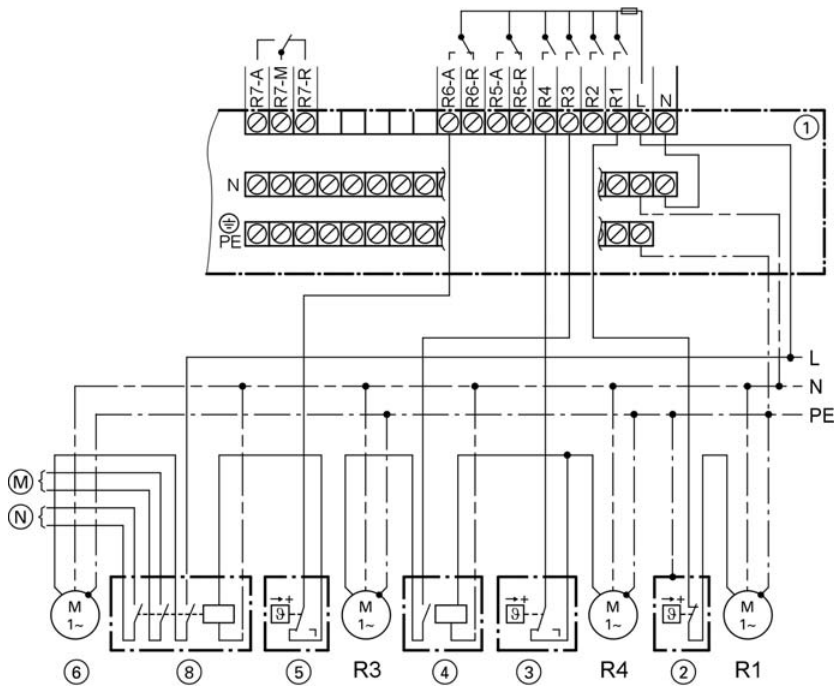 R7-A R7-M R7-R R6-A R6-R R5-A R5-R R4 R3 R2 R1 L N
①
N
PE
L
N
PE
Ⓜ
Ⓝ
M 1~ ϑ + M 1~ ϑ + M 1~ ϑ + M 1~
⑥ ⑧ ⑤ R3 ④ ③ R4 ② R1